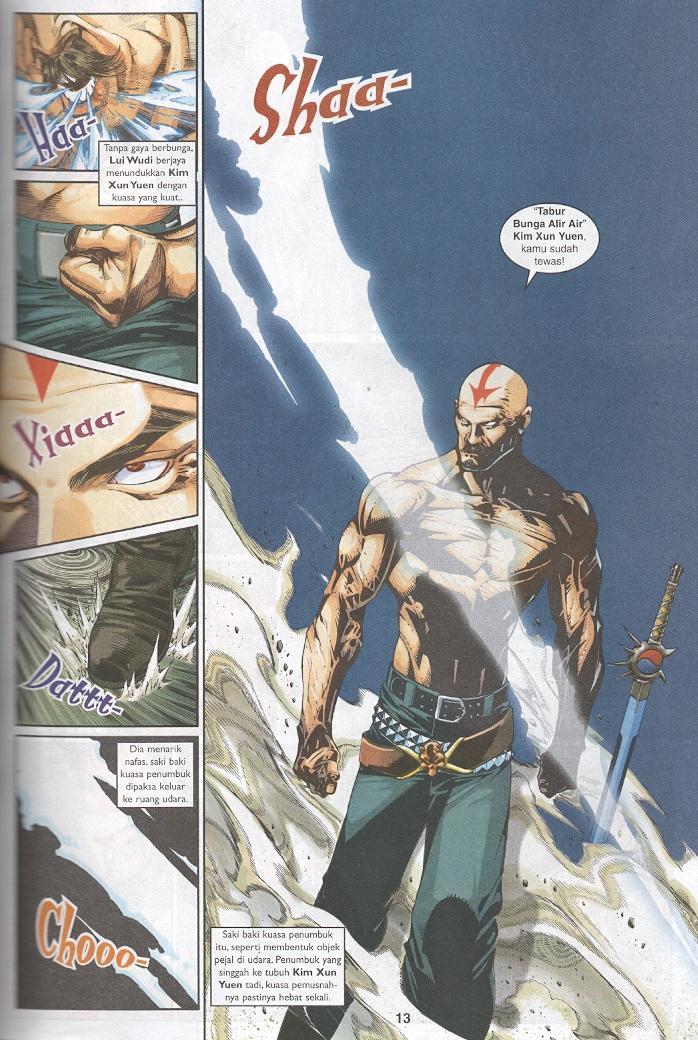 Haa-
Tanpa gaya berbunga,
Lui Wudi berjaya
menundukkan Kim
Xun Yuen dengan
kuasa yang kuat..
Xiaaa-
Dattt-
Dia menarik
nafas, saki baki
kuasa penumbuk
dipaksa keluar
ke ruang udara.
Chooo-
Shaa-
"Tabur
Bunga Alir Air"
Kim Xun Yuen,
kamu sudah
tewas!
Saki baki kuasa penumbuk
itu, seperti membentuk objek
pejal di udara. Penumbuk yang
singgah ke tubuh Kim Xun
Yuen tadi, kuasa pemusnah-
nya pastinya hebat sekali.
13